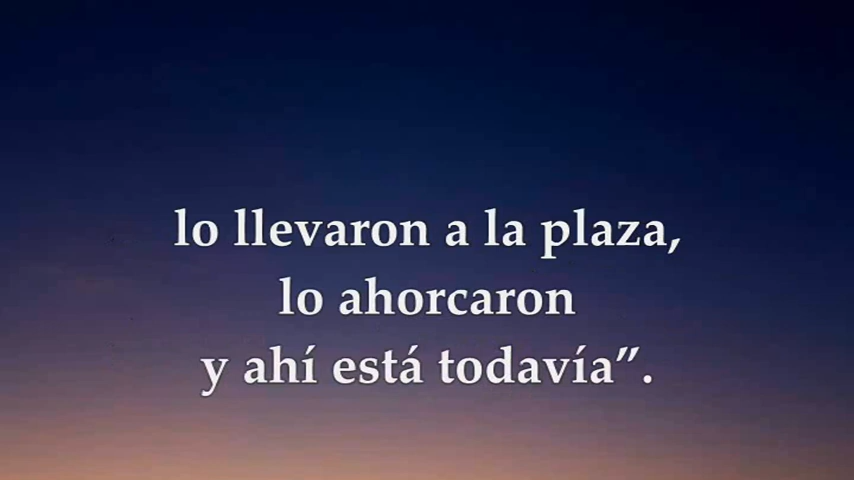 lo llevaron a la plaza,
lo ahorcaron
y ahí está todavía”.